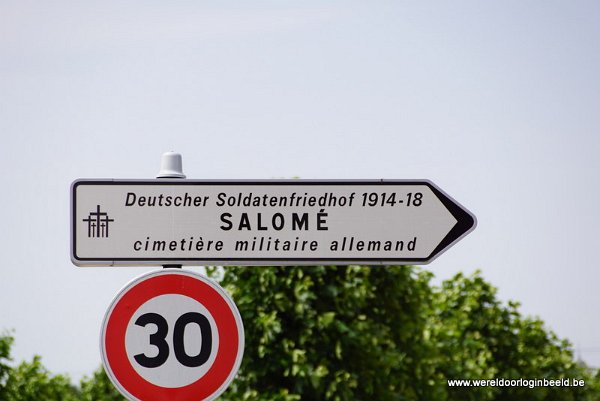 Deutscher Soldatenfriedhof 1914-18
SALOMÉ
cimetière militaire allemand
30
www.wereldoorloginbeeld.be